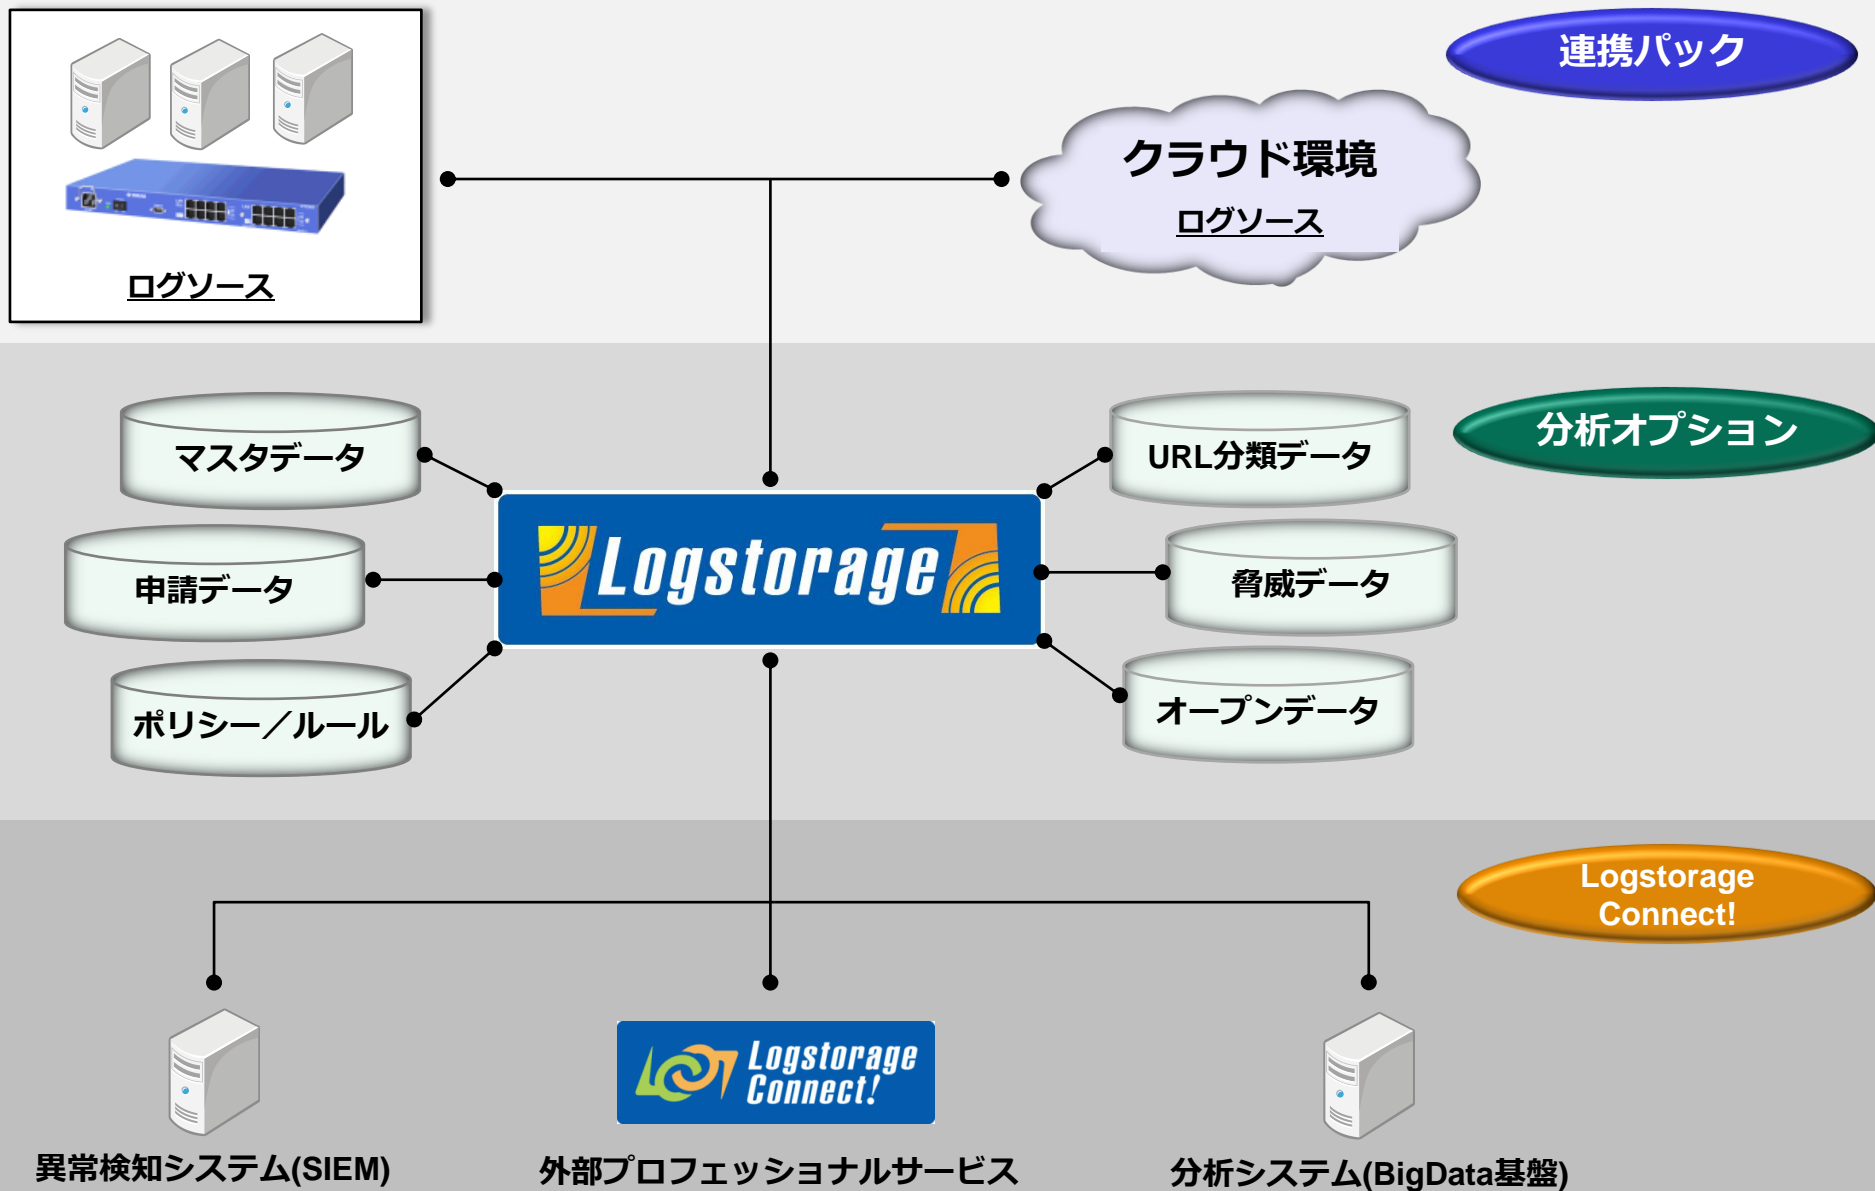 連携パック
クラウド環境
ログソース
ログソース
マスタデータ
URL分類データ
分析オプション
申請データ
Logstorage
脅威データ
ポリシー／ルール
オープンデータ
Logstorage
Connect!
Logstorage
Connect!
異常検知システム(SIEM)
外部プロフェッショナルサービス
分析システム(BigData基盤)